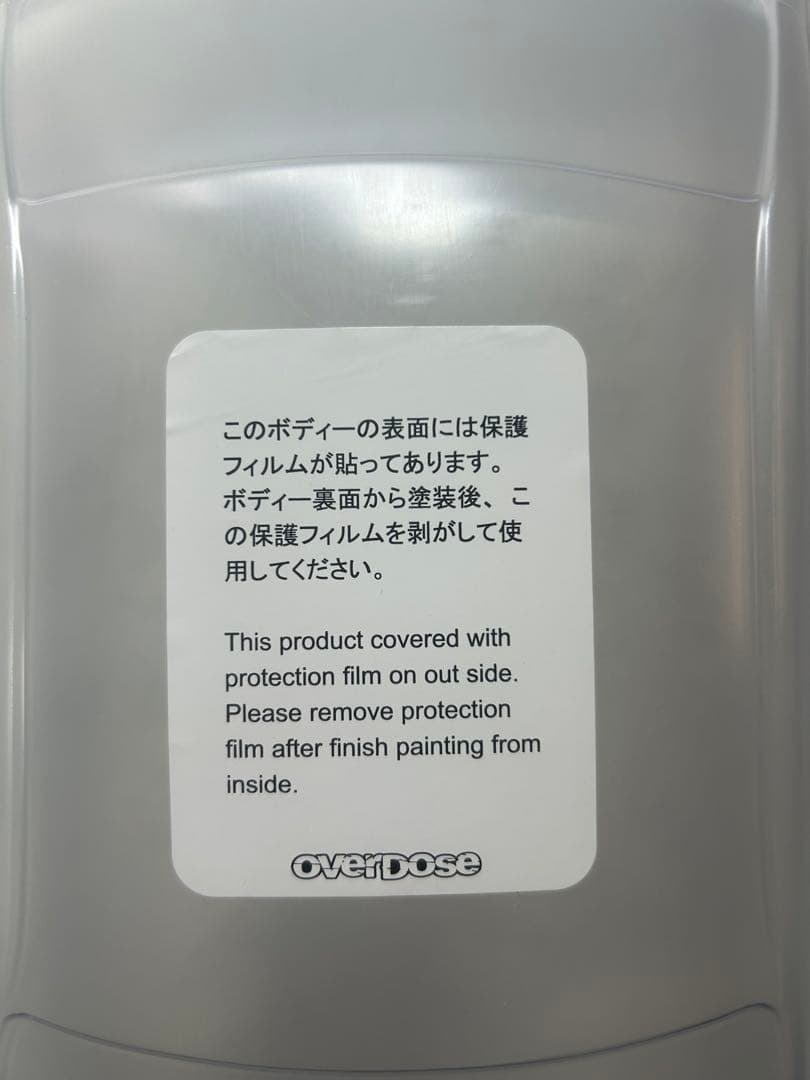 このボディーの表面には保護
フィルムが貼ってあります。
ボディー裏面から塗装後、こ
の保護フィルムを剥がして使
用してください。
This product covered with
protection film on out side.
Please remove protection
film after finish painting from
inside.
OVERDOSE